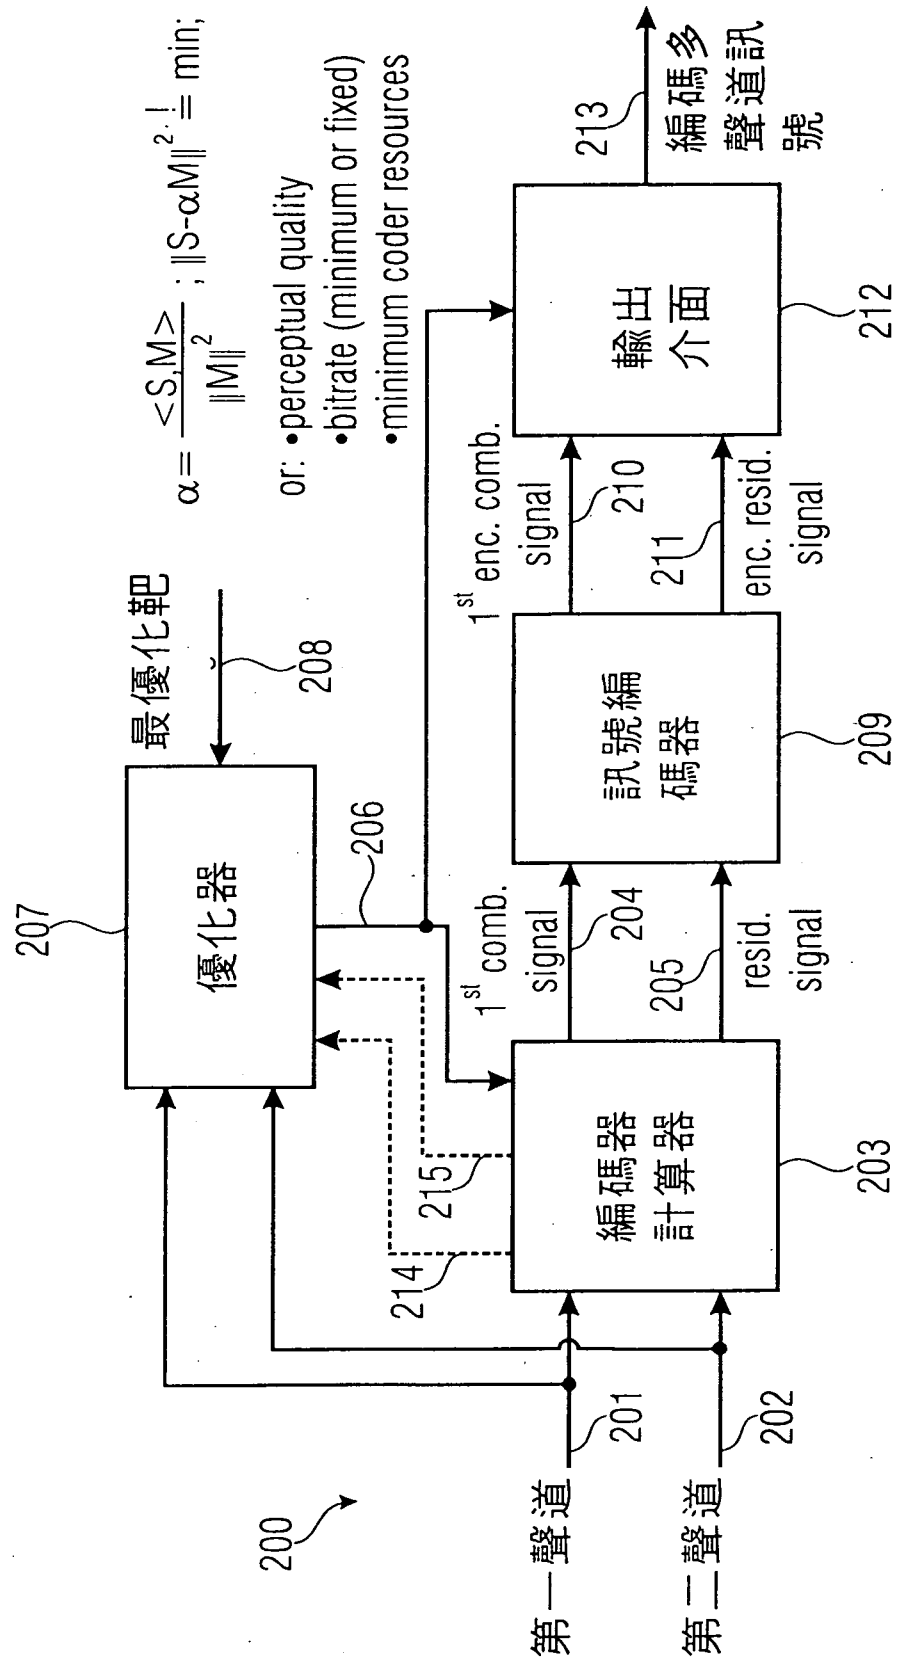 200
第一聲道
201
第二聲道
202
207
優化器
最優化靶
208
206
α = <S,M> / ‖M‖² ; ‖S-αM‖² != min;
or: •perceptual quality
•bitrate (minimum or fixed)
•minimum coder resources
214
215
編碼器
計算器
203
1st comb.
signal
204
205
resid.
signal
訊號編
碼器
209
1st enc. comb.
signal
210
211
enc. resid.
signal
輸出
介面
212
213
編碼多
聲道訊
號